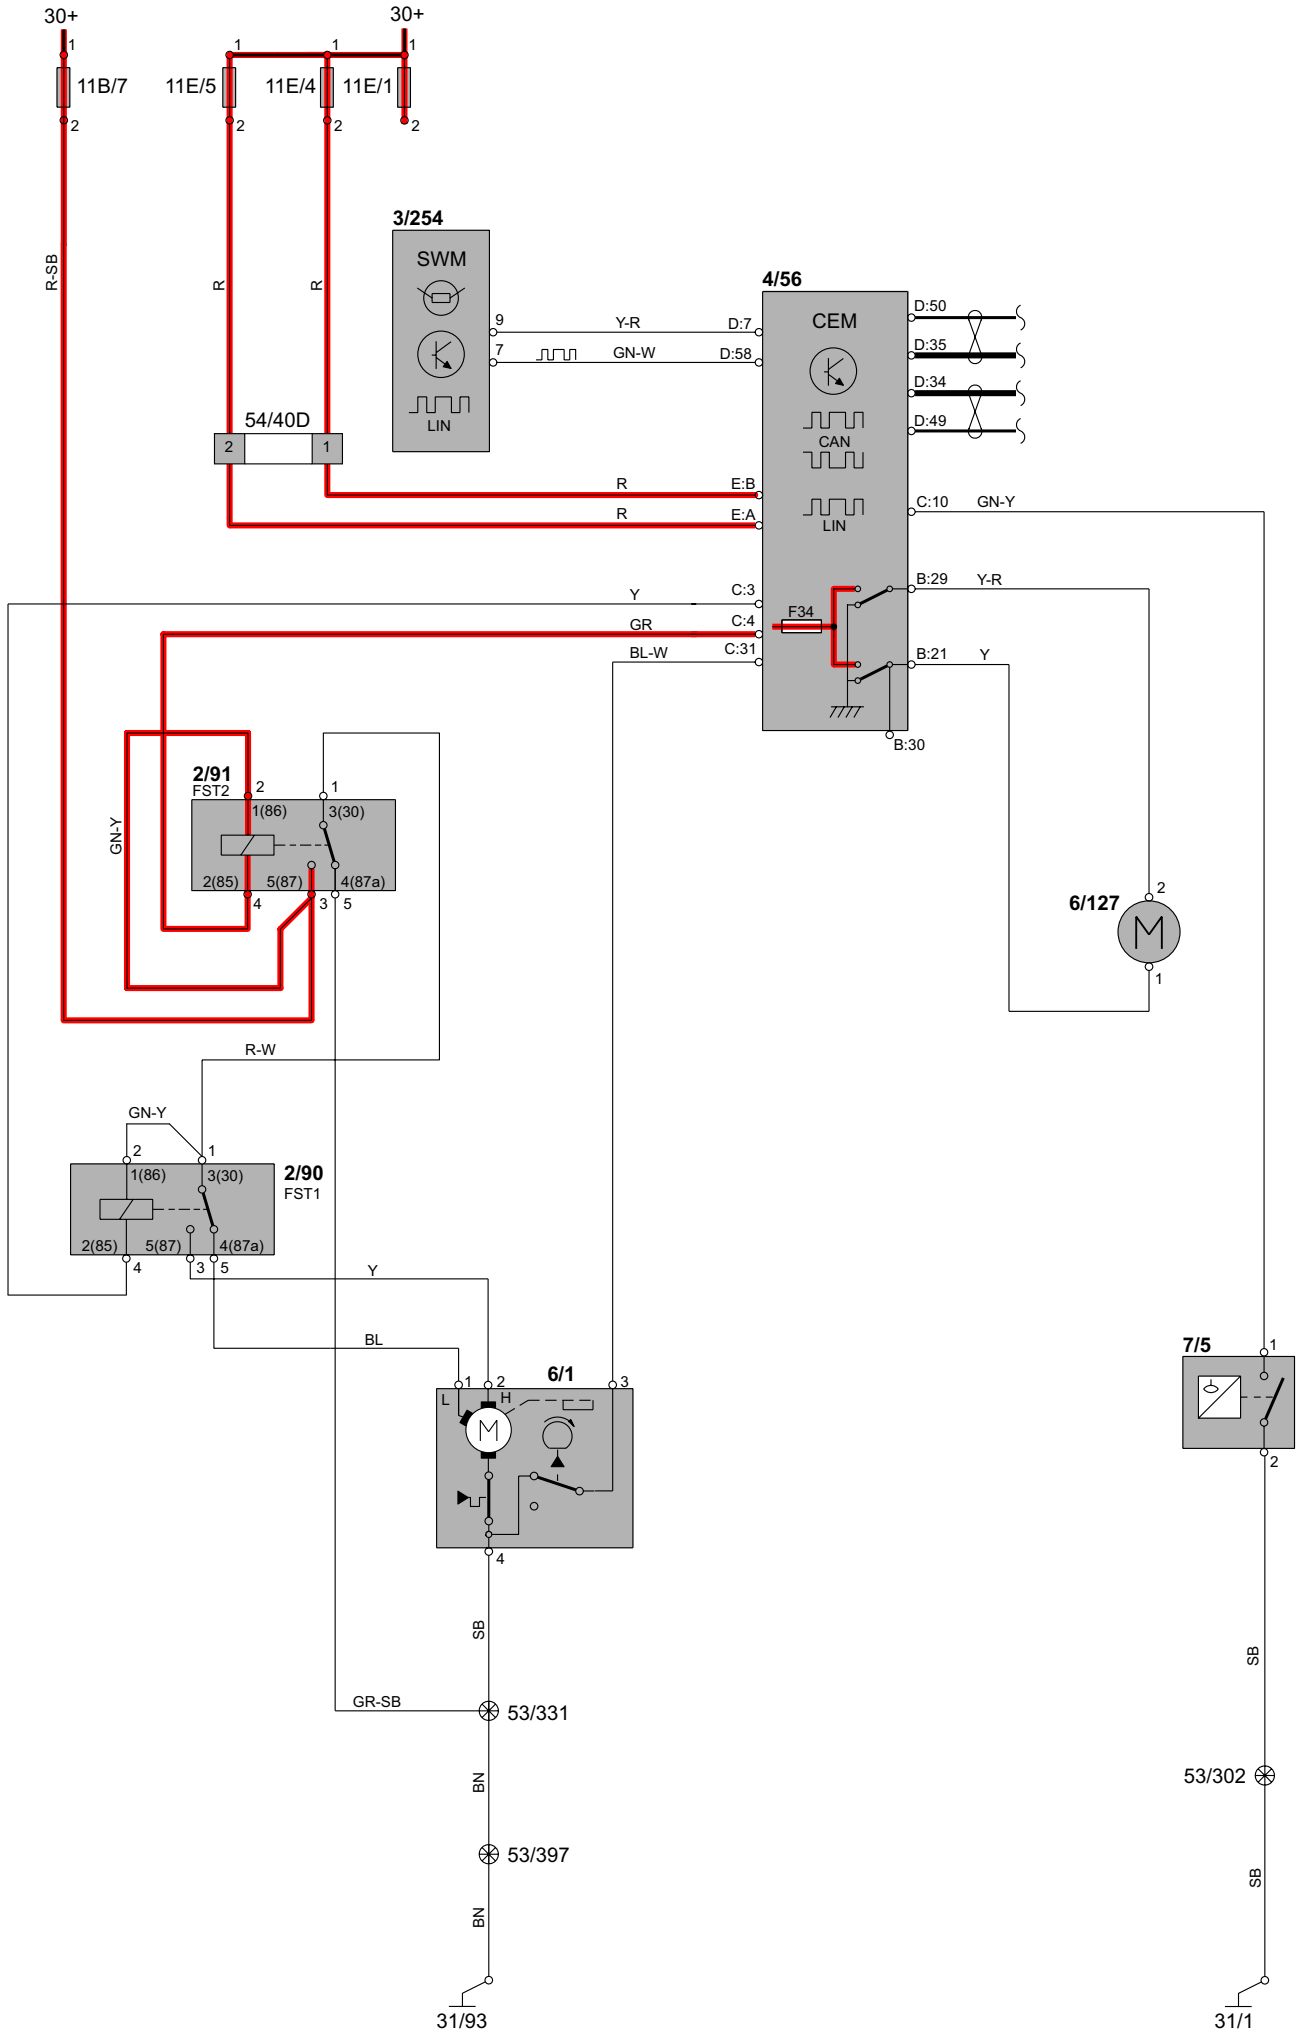 30+
30+
1
1
1
1
11B/7
11E/5
11E/4
11E/1
2
2
2
2
3/254
SWM
R-SB
R
R
4/56
CEM
D:50
9
Y-R
D:7
D:35
7
GN-W
D:58
D:34
54/40D
D:49
2
1
LIN
CAN
R
E:B
C:10
GN-Y
R
E:A
LIN
Y
C:3
B:29
Y-R
F34
GR
C:4
BL-W
C:31
B:21
Y
B:30
2/91
FST2
2
1
1(86)
3(30)
GN-Y
2(85)
5(87)
4(87a)
4
3
5
6/127
2
M
1
R-W
GN-Y
2
1
1(86)
3(30)
2/90
FST1
2(85)
5(87)
4(87a)
4
3
5
Y
BL
6/1
7/5
1
1
2
3
L
H
M
2
4
SB
SB
GR-SB
53/331
BN
53/302
53/397
SB
BN
31/93
31/1